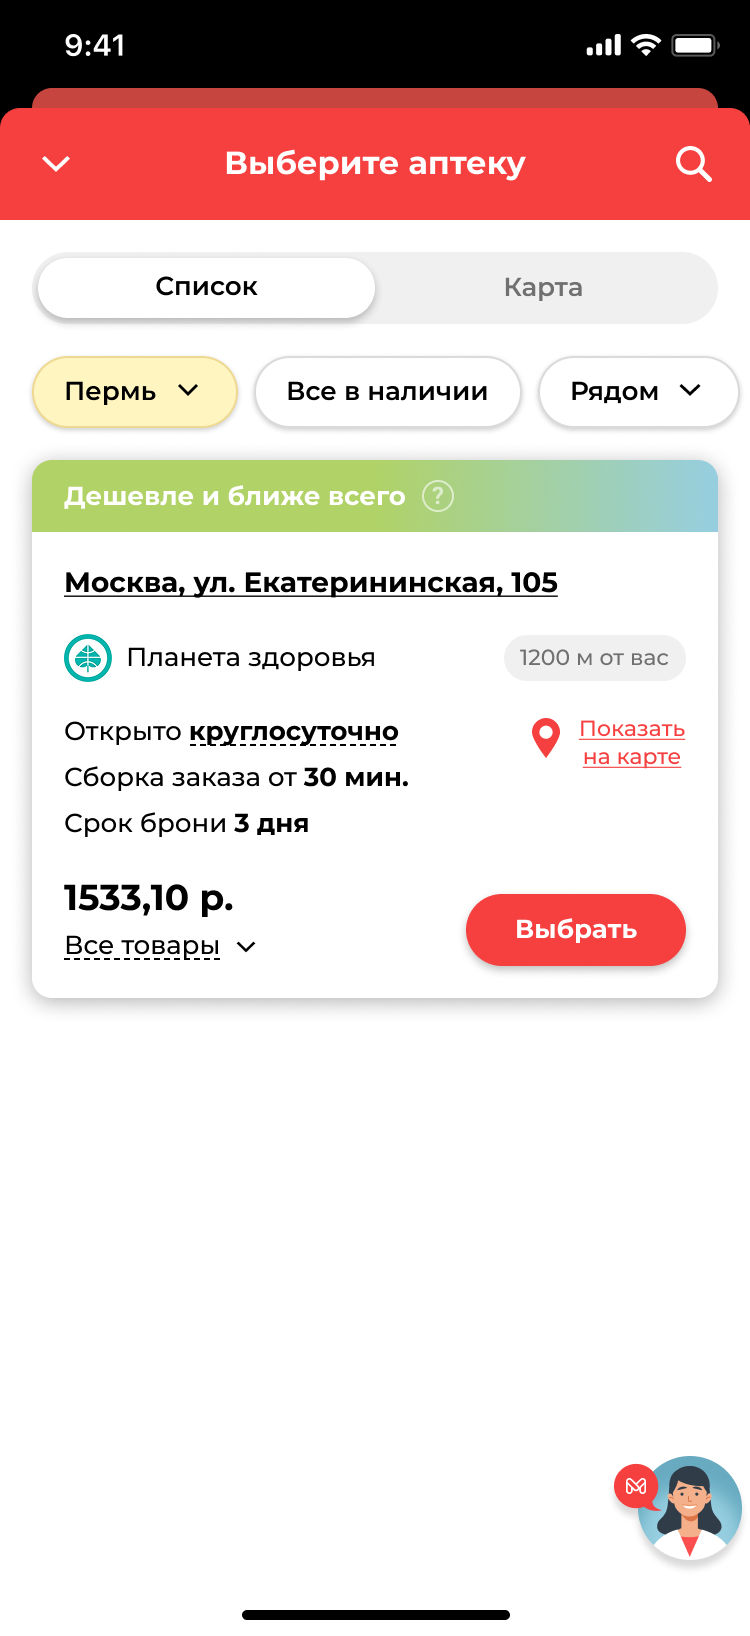 9:41
Выберите аптеку
Список
Карта
Пермь
Все в наличии
Рядом
Дешевле и ближе всего ?
Москва, ул. Екатерининская, 105
Планета здоровья
1200 м от вас
Открыто круглосуточно
Показать
на карте
Сборка заказа от 30 мин.
Срок брони 3 дня
1533,10 р.
Все товары
Выбрать